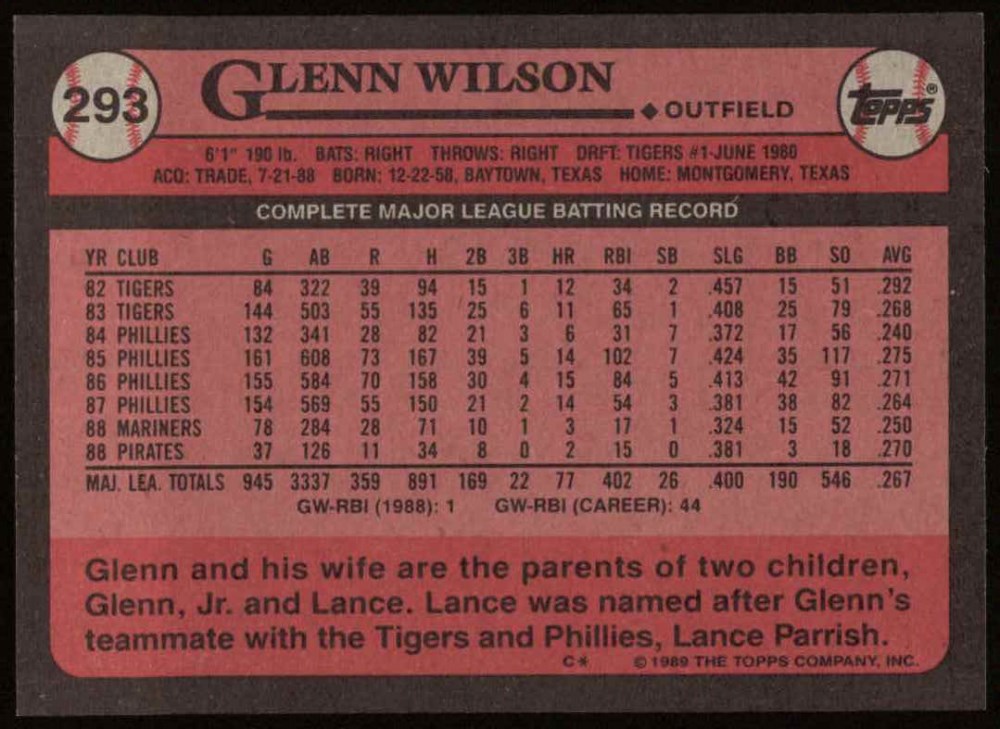 293
GLENN WILSON
◆ OUTFIELD
TOPPS®
6'1" 190 lb. BATS: RIGHT THROWS: RIGHT DRFT: TIGERS #1-JUNE 1980
ACQ: TRADE, 7-21-88 BORN: 12-22-58, BAYTOWN, TEXAS HOME: MONTGOMERY, TEXAS
COMPLETE MAJOR LEAGUE BATTING RECORD
YR CLUB G AB R H 2B 3B HR RBI SB SLG BB SO AVG
82 TIGERS 84 322 39 94 15 1 12 34 2 .457 15 51 .292
83 TIGERS 144 503 55 135 25 6 11 65 1 .408 25 79 .268
84 PHILLIES 132 341 28 82 21 3 6 31 7 .372 17 56 .240
85 PHILLIES 161 608 73 167 39 5 14 102 7 .424 35 117 .275
86 PHILLIES 155 584 70 158 30 4 15 84 5 .413 42 91 .271
87 PHILLIES 154 569 55 150 21 2 14 54 3 .381 38 82 .264
88 MARINERS 78 284 28 71 10 1 3 17 1 .324 15 52 .250
88 PIRATES 37 126 11 34 8 0 2 15 0 .381 3 18 .270
MAJ. LEA. TOTALS 945 3337 359 891 169 22 77 402 26 .400 190 546 .267
GW-RBI (1988): 1 GW-RBI (CAREER): 44
Glenn and his wife are the parents of two children,
Glenn, Jr. and Lance. Lance was named after Glenn's
teammate with the Tigers and Phillies, Lance Parrish.
C* © 1989 THE TOPPS COMPANY, INC.